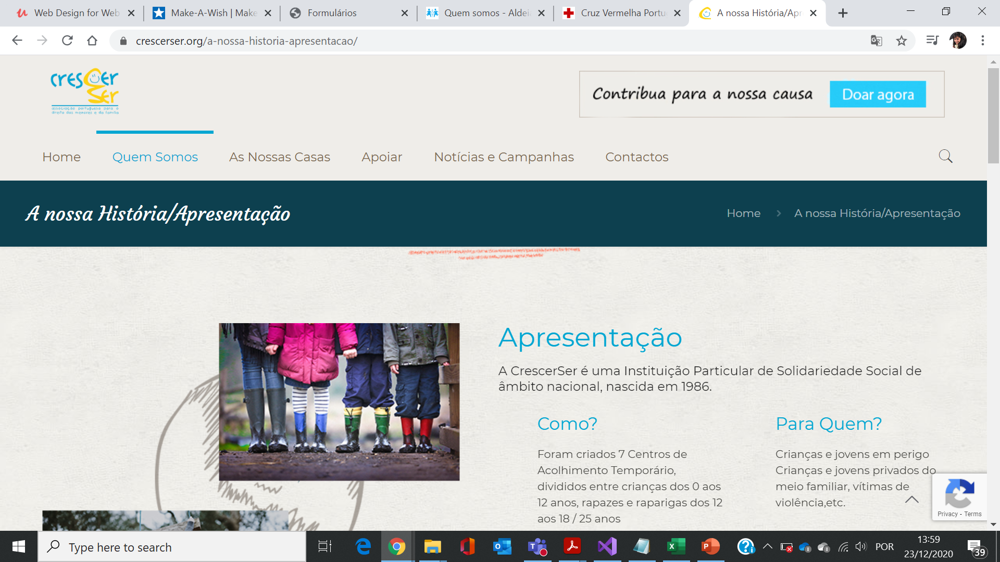 Web Design for Web
Make-A-Wish | Make
Formulários
Quem somos - Aldei
Cruz Vermelha Portu
A nossa História/Apr
crescerser.org/a-nossa-historia-apresentacao/
crescer
ser
associação portuguesa para o
direito dos menores e da família
Contribua para a nossa causa
Doar agora
Home
Quem Somos
As Nossas Casas
Apoiar
Notícias e Campanhas
Contactos
A nossa História/Apresentação
Home > A nossa História/Apresentação
Apresentação
A CrescerSer é uma Instituição Particular de Solidariedade Social de
âmbito nacional, nascida em 1986.
Como?
Foram criados 7 Centros de
Acolhimento Temporário,
divididos entre crianças dos 0 aos
12 anos, rapazes e raparigas dos 12
aos 18 / 25 anos
Para Quem?
Crianças e jovens em perigo
Crianças e jovens privados do
meio familiar, vítimas de
violência,etc.
Privacy - Terms
Type here to search
POR
13:59
23/12/2020
39